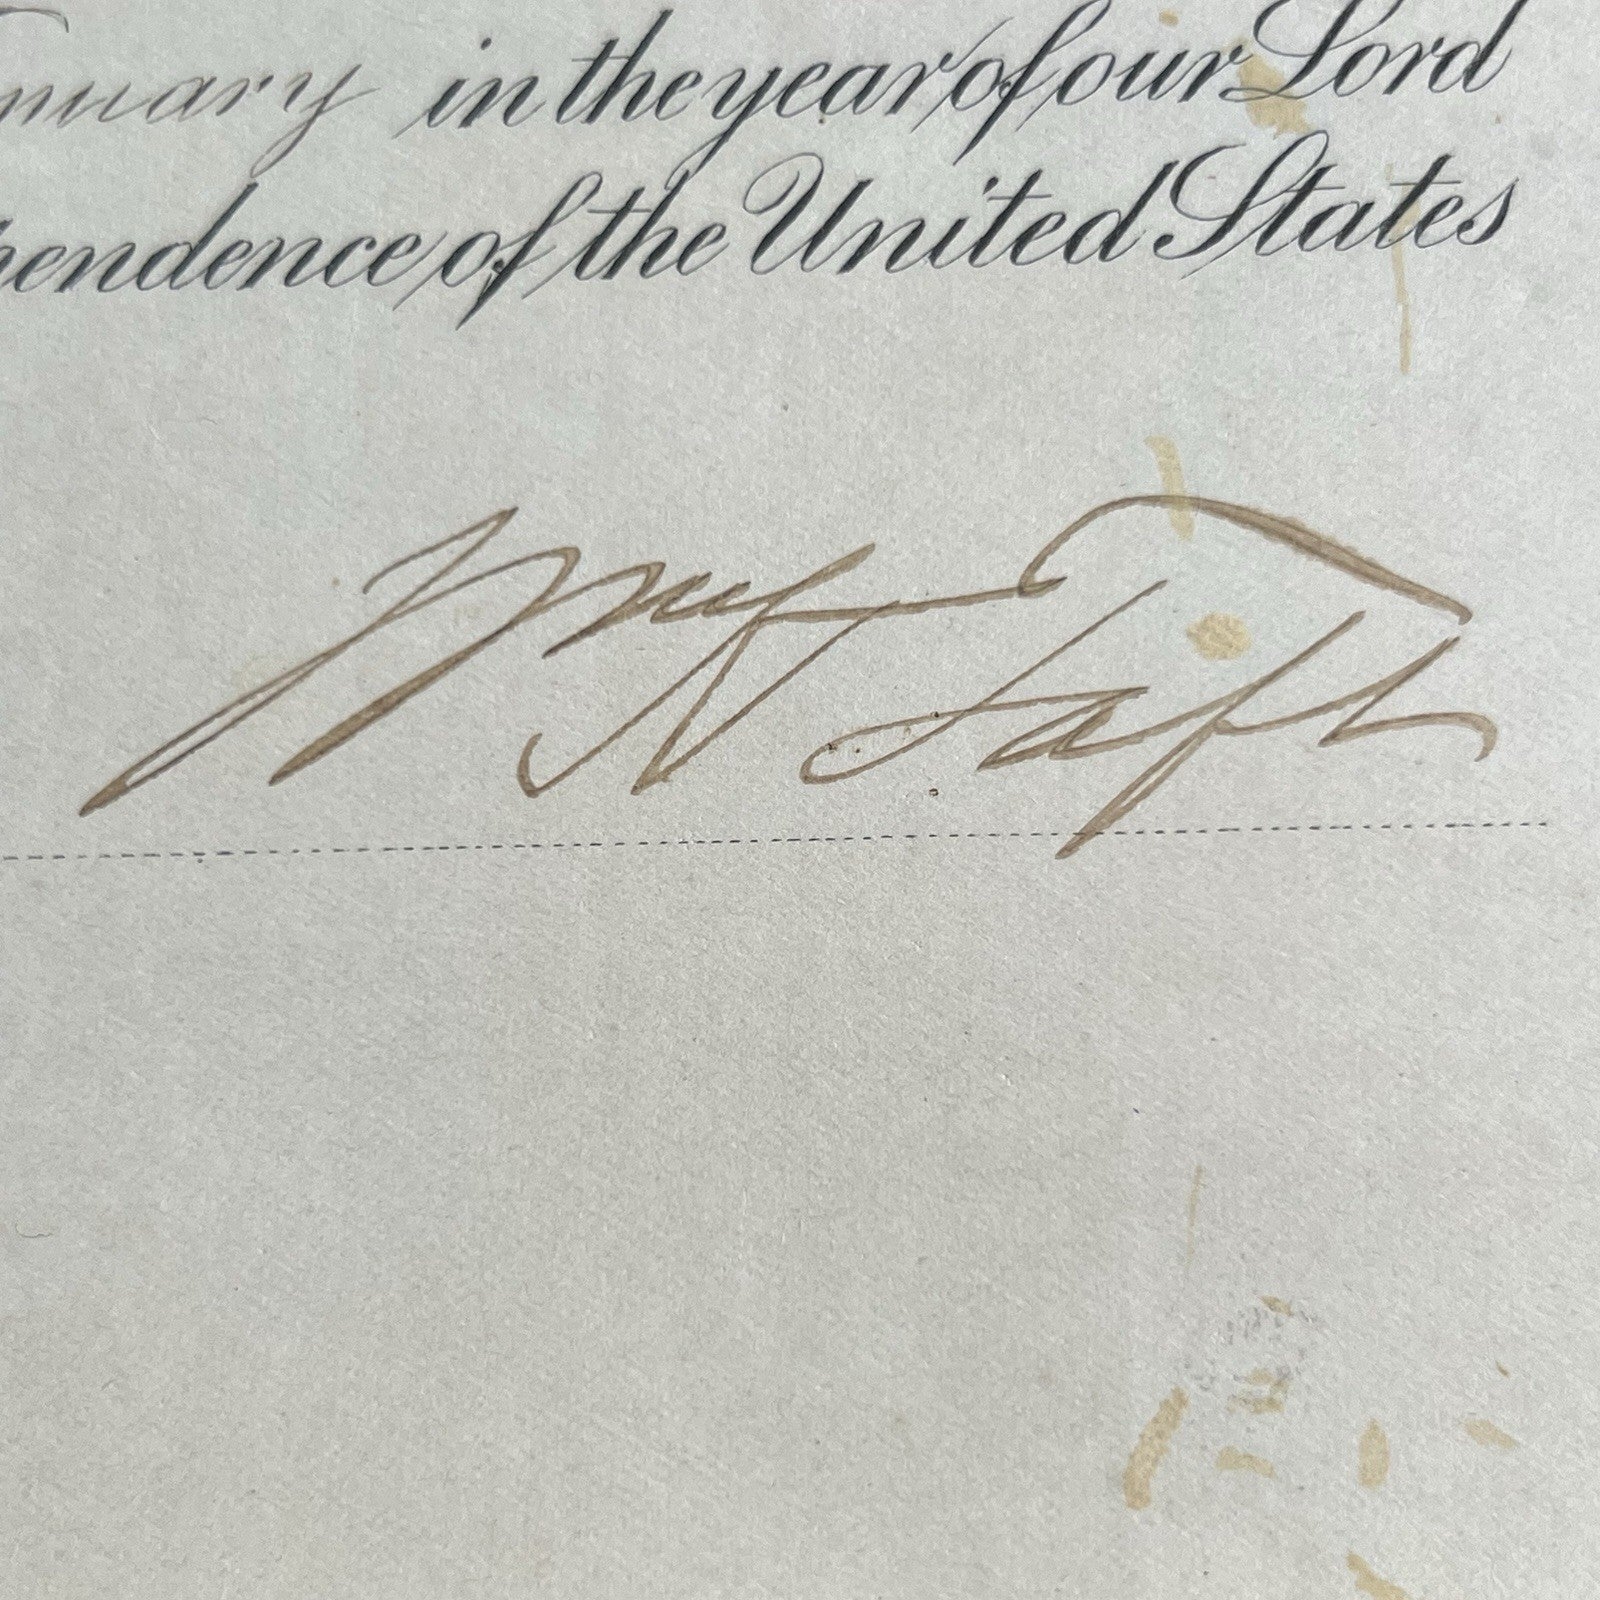 nuary in the year of our Lord
pendence of the United States
Wm H Taft